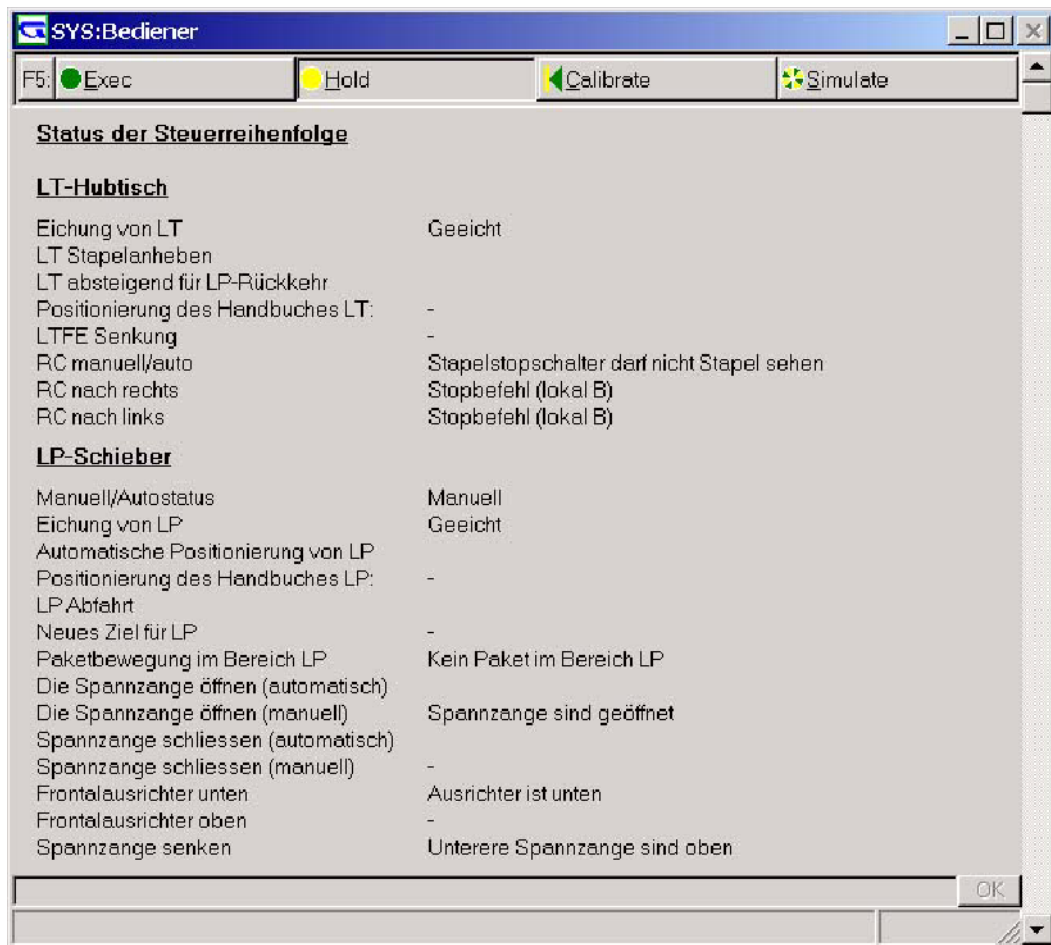 SYS:Bediener
F5: Exec Hold Calibrate Simulate
Status der Steuerreihenfolge
LT-Hubtisch
Eichung von LT Geeicht
LT Stapelanheben
LT absteigend für LP-Rückkehr
Positionierung des Handbuches LT: -
LTFE Senkung -
RC manuell/auto Stapelstopschalter darf nicht Stapel sehen
RC nach rechts Stopbefehl (lokal B)
RC nach links Stopbefehl (lokal B)
LP-Schieber
Manuell/Autostatus Manuell
Eichung von LP Geeicht
Automatische Positionierung von LP
Positionierung des Handbuches LP: -
LP Abfahrt
Neues Ziel für LP -
Paketbewegung im Bereich LP Kein Paket im Bereich LP
Die Spannzange öffnen (automatisch)
Die Spannzange öffnen (manuell) Spannzange sind geöffnet
Spannzange schliessen (automatisch)
Spannzange schliessen (manuell) -
Frontalausrichter unten Ausrichter ist unten
Frontalausrichter oben -
Spannzange senken Unterere Spannzange sind oben
OK